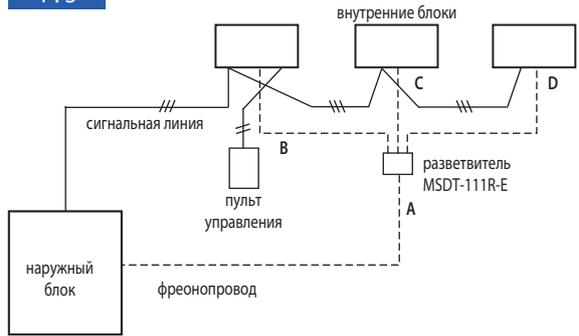 внутренние блоки
C
D
сигнальная линия
B
разветвитель
MSDT-111R-E
пульт
управления
A
наружный
блок
фреонопровод